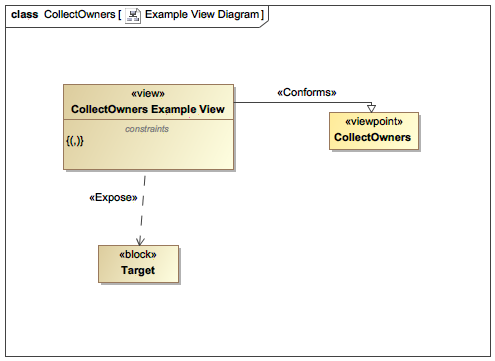 class CollectOwners [ Example View Diagram ]
«view»
CollectOwners Example View
constraints
{(,)}
«Conforms»
«viewpoint»
CollectOwners
«Expose»
«block»
Target